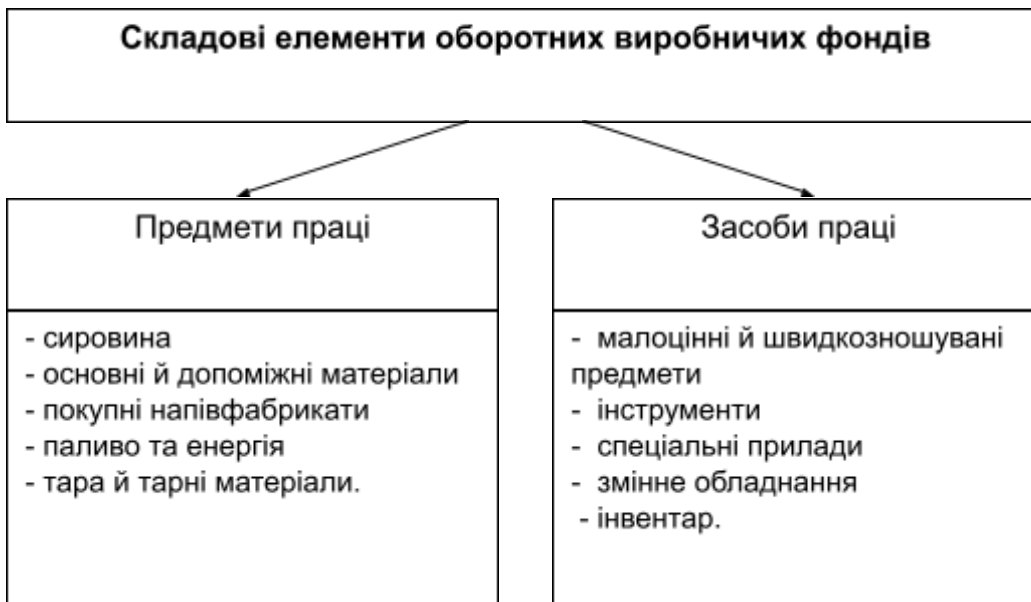 Складові елементи оборотних виробничих фондів
Предмети праці
- сировина
- основні й допоміжні матеріали
- покупні напівфабрикати
- паливо та енергія
- тара й тарні матеріали.
Засоби праці
- малоцінні й швидкозношувані
предмети
- інструменти
- спеціальні прилади
- змінне обладнання
- інвентар.